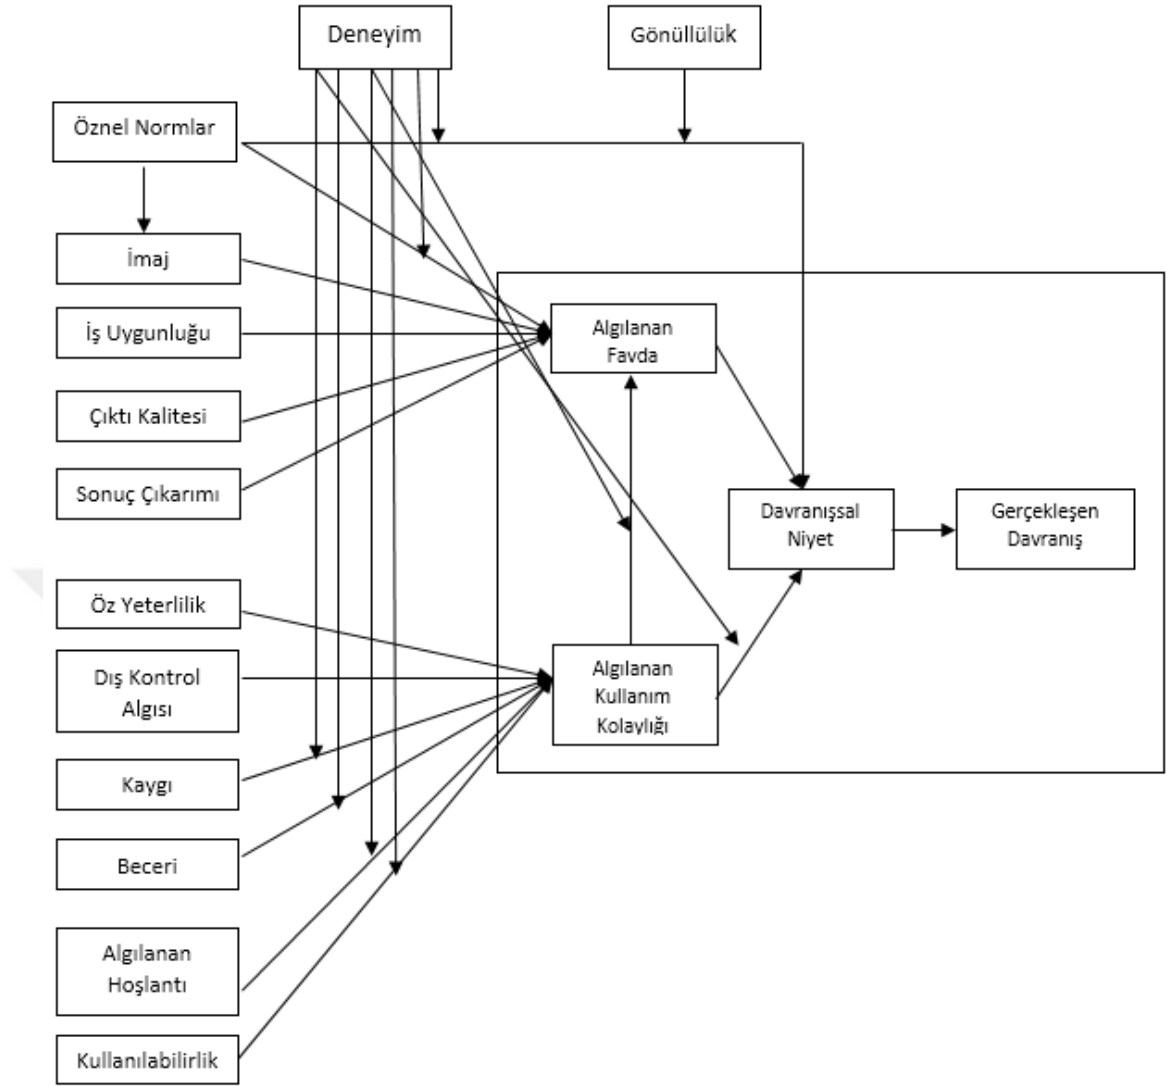 Deneyim
Gönüllülük
Öznel Normlar
İmaj
İş Uygunluğu
Algılanan
Favda
Çıktı Kalitesi
Sonuç Çıkarımı
Davranışsal
Niyet
Gerçekleşen
Davranış
Öz Yeterlilik
Dış Kontrol
Algısı
Algılanan
Kullanım
Kolaylığı
Kaygı
Beceri
Algılanan
Hoşlantı
Kullanılabilirlik